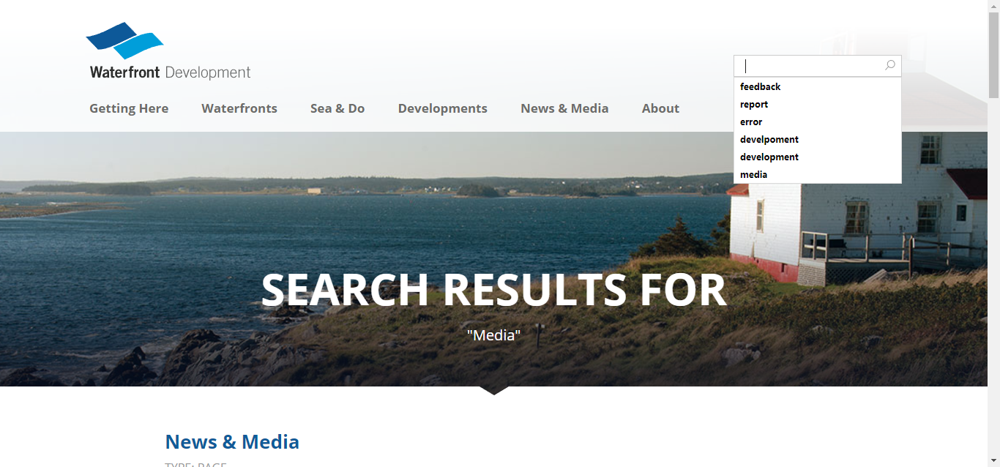 Waterfront Development
Getting Here Waterfronts Sea & Do Developments News & Media About
feedback
report
error
develpoment
development
media
SEARCH RESULTS FOR
"Media"
News & Media
TYPE: PAGE